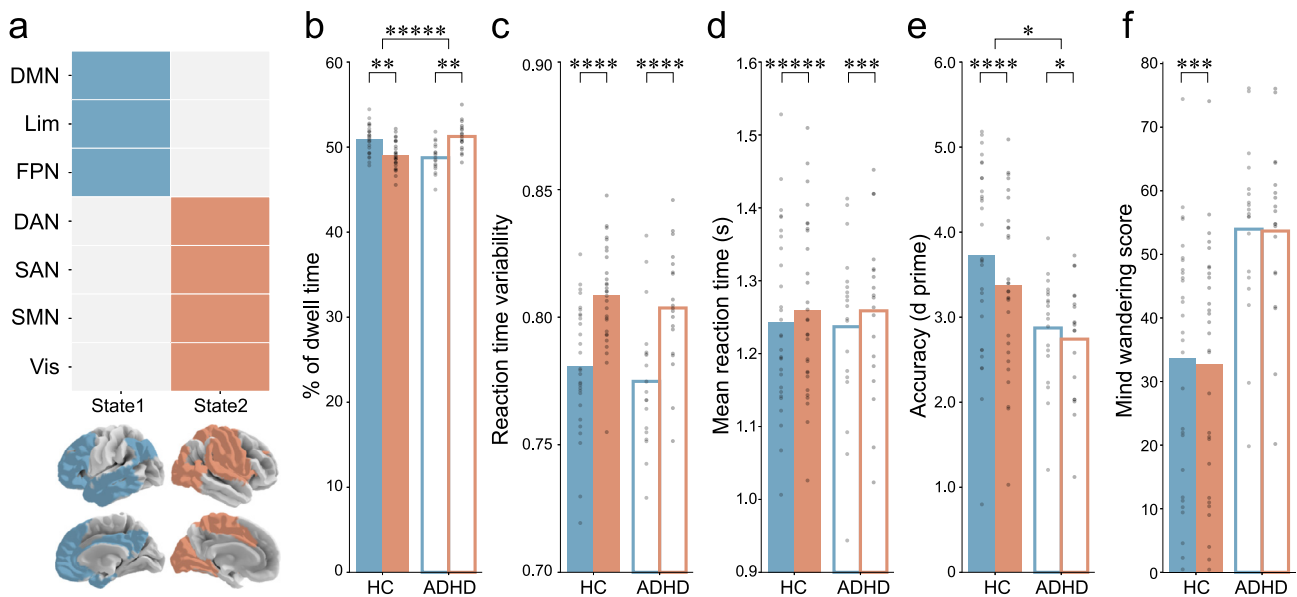 a
DMN
Lim
FPN
DAN
SAN
SMN
Vis
State1
State2
b
*****
**
**
% of dwell time
60
50
40
30
20
10
0
HC
ADHD
c
****
****
Reaction time variability
0.90
0.85
0.80
0.75
0.70
HC
ADHD
d
*****
***
Mean reaction time (s)
1.6
1.5
1.4
1.3
1.2
1.1
1.0
0.9
HC
ADHD
e
*
****
*
Accuracy (d prime)
6.0
5.0
4.0
3.0
2.0
1.0
0
HC
ADHD
f
***
Mind wandering score
80
70
60
50
40
30
20
10
0
HC
ADHD